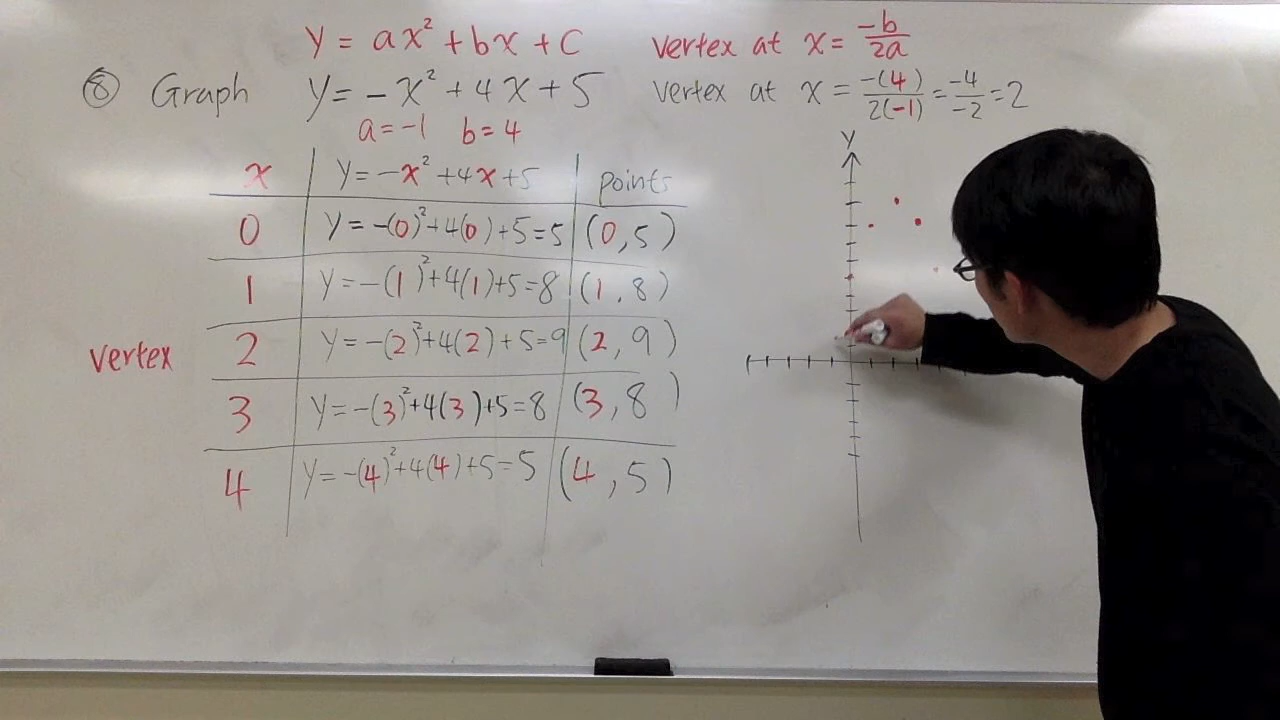 y = ax² + bx + c vertex at x = -b/2a
⑧ Graph y = -x² + 4x + 5 vertex at x = -(4)/2(-1) = -4/-2 = 2
a = -1 b = 4
y
x y = -x² + 4x + 5 points
0 y = -(0)² + 4(0) + 5 = 5 (0, 5)
1 y = -(1)² + 4(1) + 5 = 8 (1, 8)
vertex 2 y = -(2)² + 4(2) + 5 = 9 (2, 9)
3 y = -(3)² + 4(3) + 5 = 8 (3, 8)
4 y = -(4)² + 4(4) + 5 = 5 (4, 5)